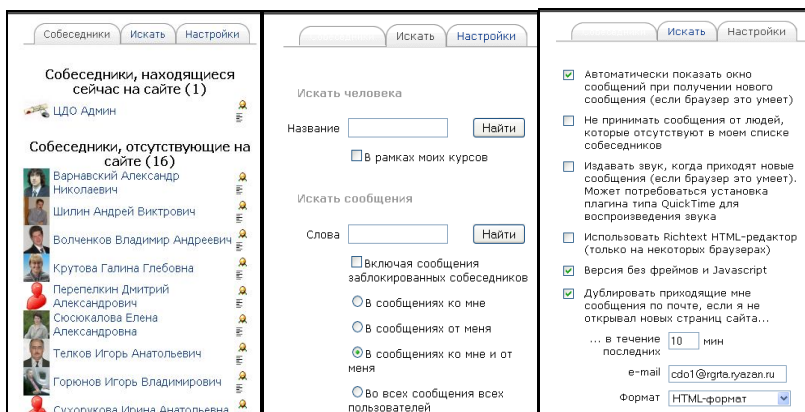 Собеседники Искать Настройки
Собеседники, находящиеся
сейчас на сайте (1)
ЦДО Админ
Собеседники, отсутствующие на
сайте (16)
Варнавский Александр
Николаевич
Шилин Андрей Виктрович
Волченков Владимир Андреевич
Крутова Галина Глебовна
Перепелкин Дмитрий
Александрович
Сюсюкалова Елена
Александровна
Телков Игорь Анатольевич
Горюнов Игорь Владимирович
Сухорукова Ирина Анатольевна
Искать Настройки
Искать человека
Название Найти
В рамках моих курсов
Искать сообщения
Слова Найти
Включая сообщения
заблокированных собеседников
В сообщениях ко мне
В сообщениях от меня
В сообщениях ко мне и от
меня
Во всех сообщения всех
пользователей
Искать Настройки
Автоматически показать окно
сообщений при получении нового
сообщения (если браузер это умеет)
Не принимать сообщения от людей,
которые отсутствуют в моем списке
собеседников
Издавать звук, когда приходят новые
сообщения (если браузер это умеет).
Может потребоваться установка
плагина типа QuickTime для
воспроизведения звука
Использовать Richtext HTML-редактор
(только на некоторых браузерах)
Версия без фреймов и Javascript
Дублировать приходящие мне
сообщения по почте, если я не
открывал новых страниц сайта...
... в течение 10 мин
последних
e-mail cdo1@rgrta.ryazan.ru
Формат HTML-формат